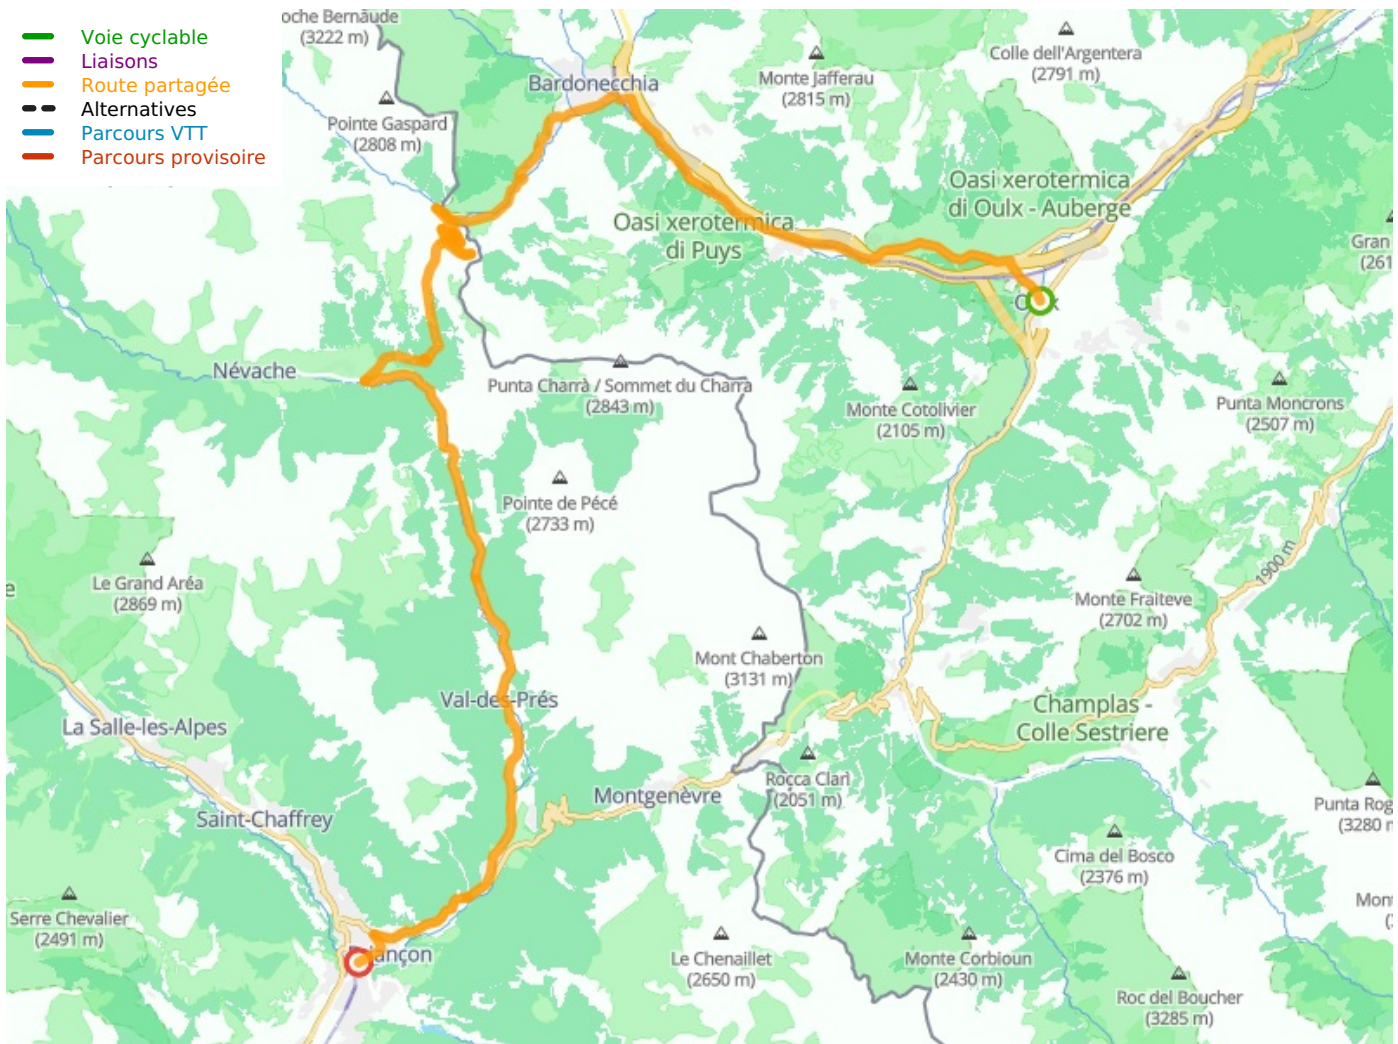 Voie cyclable
Liaisons
Route partagée
Alternatives
Parcours VTT
Parcours provisoire
oche Bernaude
(3222 m)
Colle dell'Argentera
(2791 m)
Monte Jafferau
(2815 m)
Bardonecchia
Pointe Gaspard
(2808 m)
Oasi xerotermica
di Oulx - Auberge
Oasi xerotermica
di Puys
Gran
(261
Névache
Punta Charrà / Sommet du Charra
(2843 m)
Monte Cotolivier
(2105 m)
Punta Moncrons
(2507 m)
Pointe de Pécé
(2733 m)
1900 m
Le Grand Aréa
(2869 m)
e
Monte Fraiteve
(2702 m)
Mont Chaberton
(3131 m)
Val-des-Prés
Champlas -
Colle Sestriere
La Salle-les-Alpes
Rocca Clarì
(2051 m)
Montgenèvre
Punta Rog
(3280 m
Saint-Chaffrey
Cima del Bosco
(2376 m)
Mont
Serre Chevalier
(2491 m)
ançon
Le Chenaillet
(2650 m)
Monte Corbioun
(2430 m)
Roc del Boucher
(3285 m)